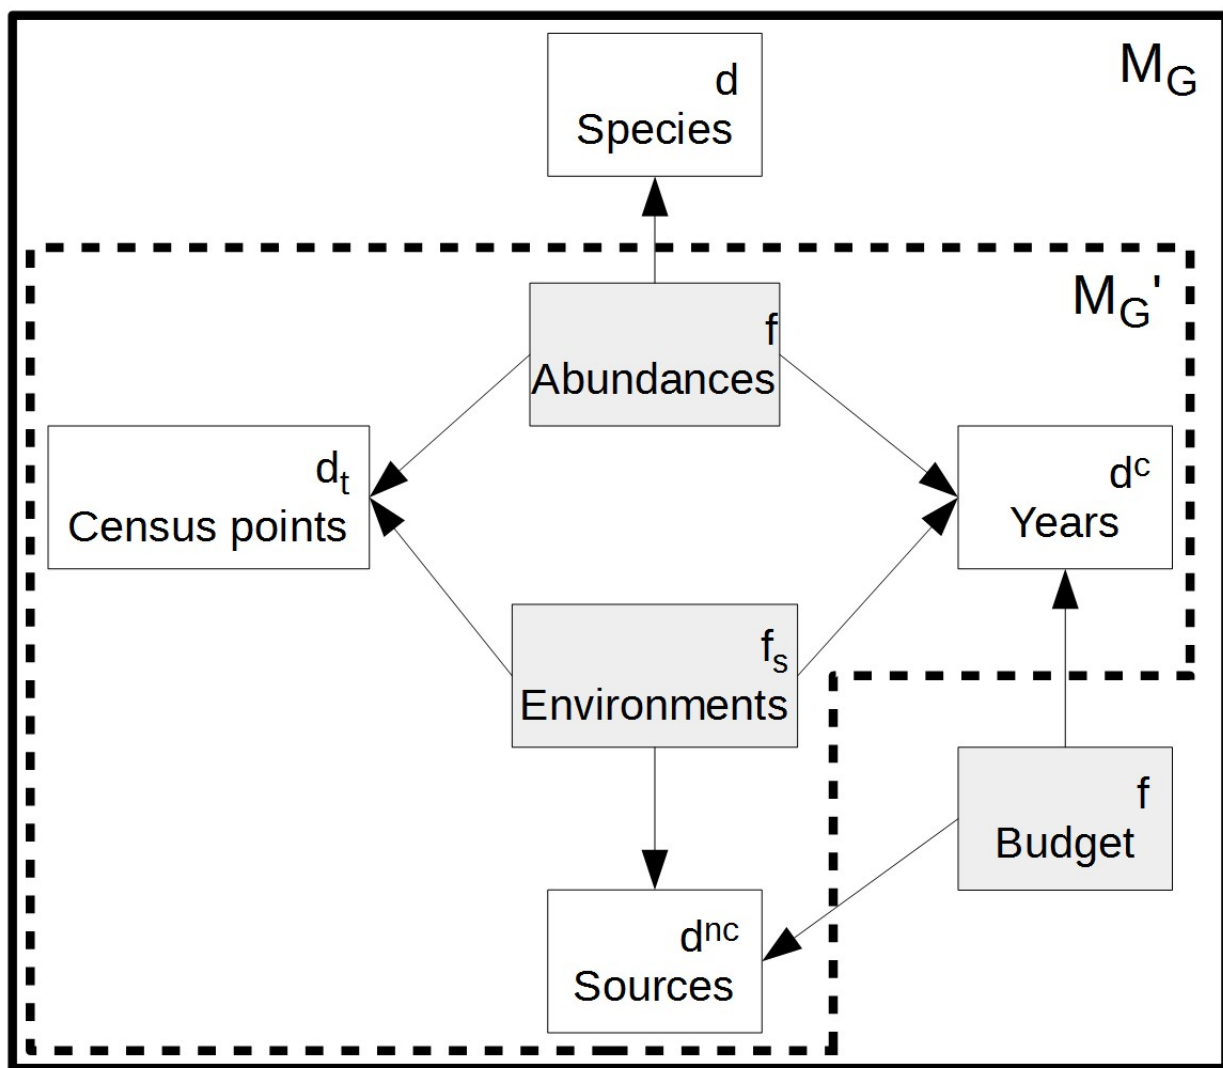 M_G
d
Species
M_G'
f
Abundances
d_t
Census points
d^c
Years
f_s
Environments
f
Budget
d^nc
Sources